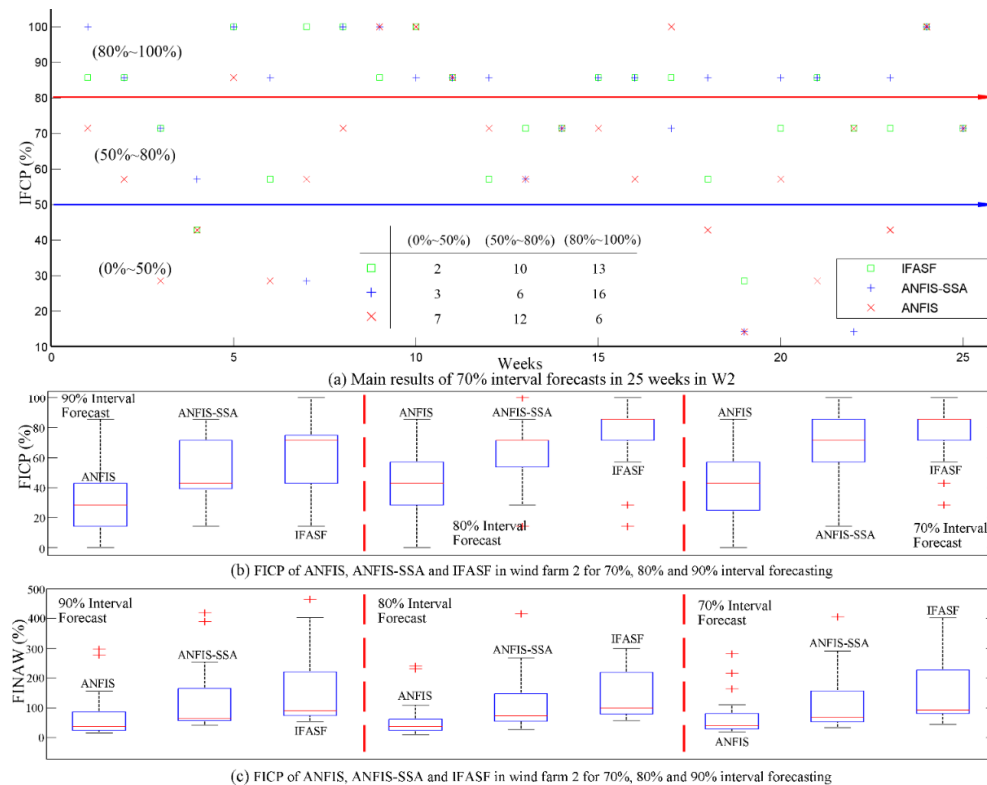 100
90
80
70
60
50
40
30
20
10
IFCP (%)
(80%~100%)
(50%~80%)
(0%~50%)
(0%~50%) (50%~80%) (80%~100%)
2 10 13
3 6 16
7 12 6
IFASF
ANFIS-SSA
ANFIS
0 5 10 15 20 25
Weeks
(a) Main results of 70% interval forecasts in 25 weeks in W2
FICP (%)
100
80
60
40
20
0
90% Interval
Forecast
ANFIS
ANFIS-SSA
IFASF
ANFIS
ANFIS-SSA
IFASF
80% Interval
Forecast
ANFIS
ANFIS-SSA
IFASF
70% Interval
Forecast
(b) FICP of ANFIS, ANFIS-SSA and IFASF in wind farm 2 for 70%, 80% and 90% interval forecasting
FINAW (%)
500
400
300
200
100
0
90% Interval
Forecast
ANFIS
ANFIS-SSA
IFASF
80% Interval
Forecast
ANFIS
ANFIS-SSA
IFASF
70% Interval
Forecast
ANFIS
ANFIS-SSA
IFASF
(c) FICP of ANFIS, ANFIS-SSA and IFASF in wind farm 2 for 70%, 80% and 90% interval forecasting